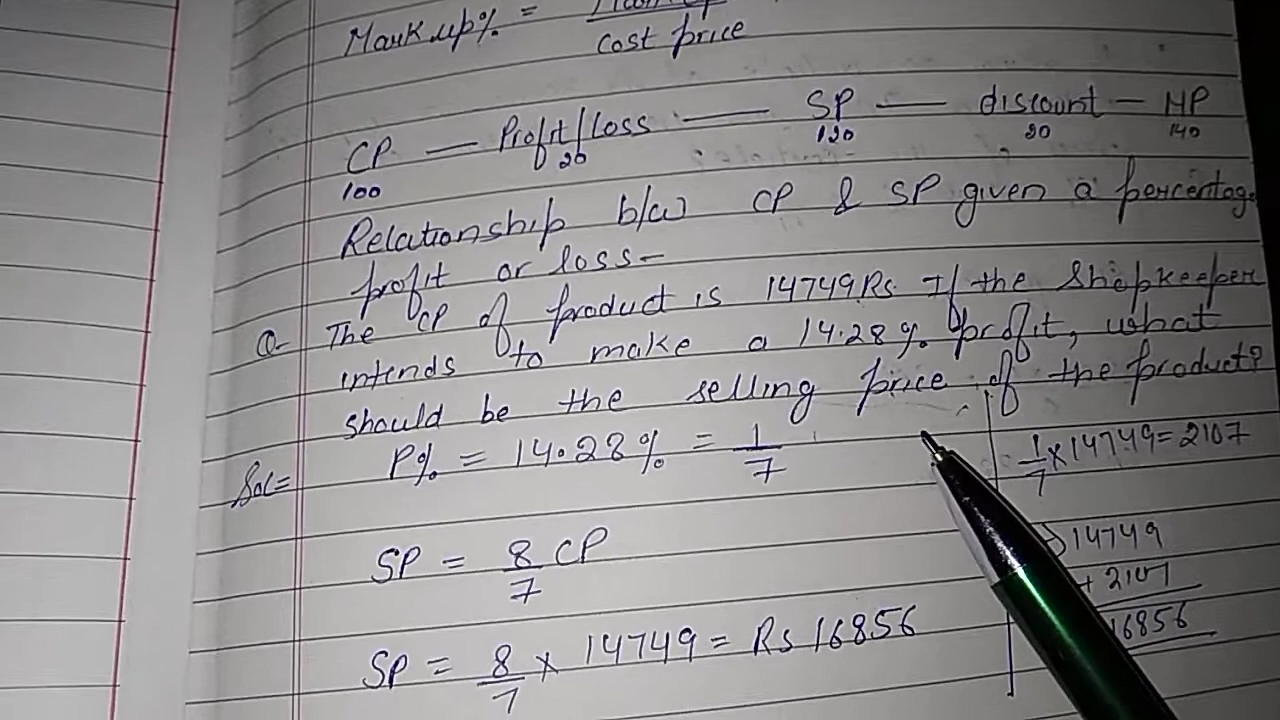 Mark.up% =
Cost price
CP — Profit/loss — SP — discount — MP
100 20 120 20 140
Relationship b/w CP & SP given a percentage
profit or loss-
Q- The CP of product is 14749 Rs If the Shopkeeper
intends to make a 14.28% profit, what
should be the selling price of the product?
Sol= P% = 14.28% = 1/7
1/7 × 14749 = 2107
SP = 8/7 CP
14749
+ 2107
16856
SP = 8/7 × 14749 = Rs 16856